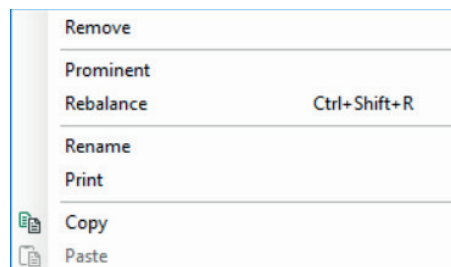 Remove
Prominent
Rebalance Ctrl+Shift+R
Rename
Print
Copy
Paste